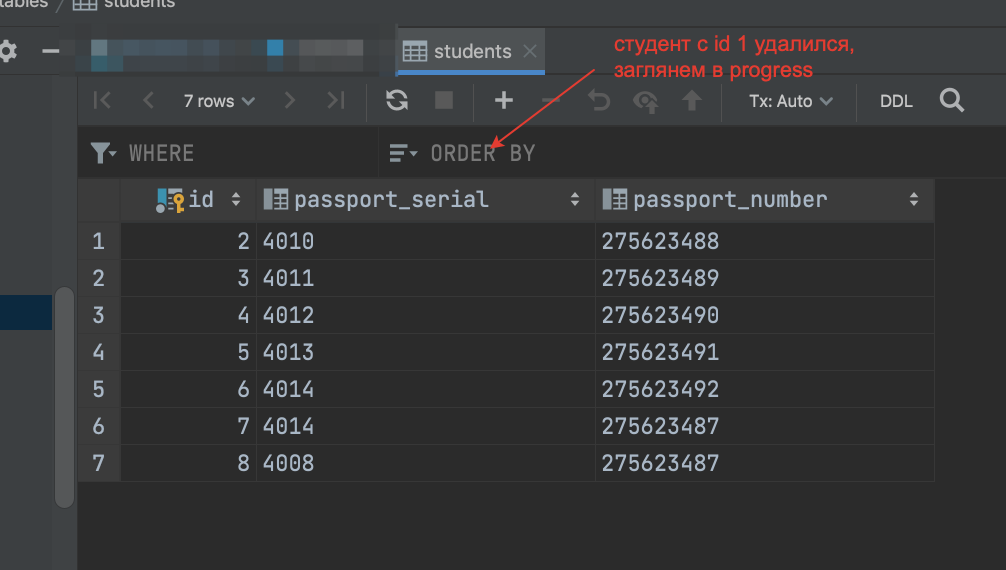 tables / students
students
студент с id 1 удалился,
заглянем в progress
7 rows
Tx: Auto
DDL
WHERE
ORDER BY
id passport_serial passport_number
1 2 4010 275623488
2 3 4011 275623489
3 4 4012 275623490
4 5 4013 275623491
5 6 4014 275623492
6 7 4014 275623487
7 8 4008 275623487